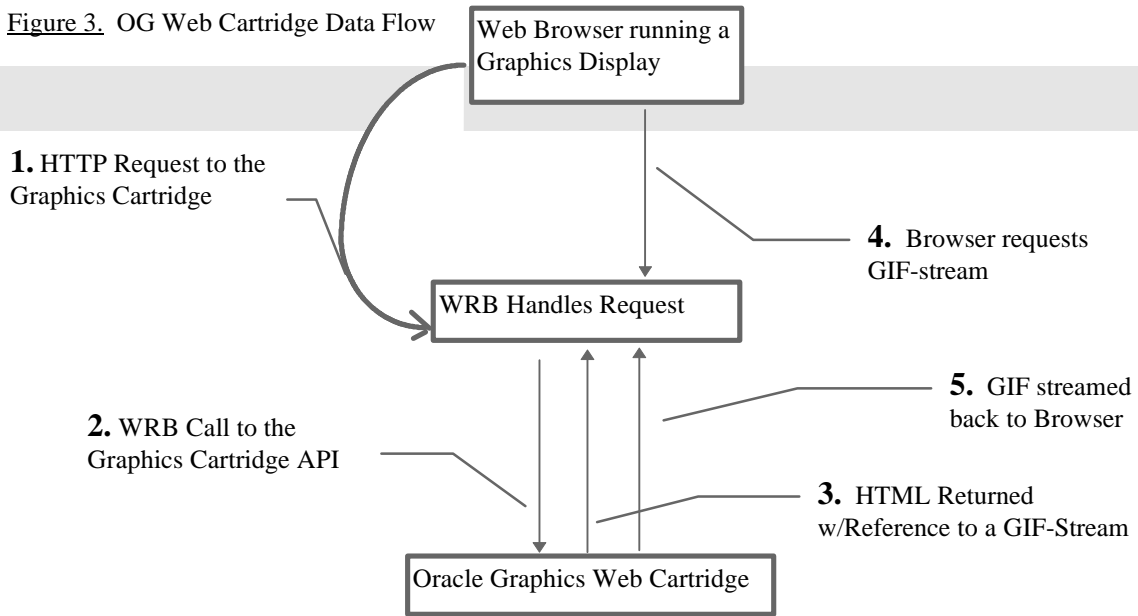 Figure 3. OG Web Cartridge Data Flow
Web Browser running a
Graphics Display
1. HTTP Request to the
Graphics Cartridge
4. Browser requests
GIF-stream
WRB Handles Request
5. GIF streamed
back to Browser
2. WRB Call to the
Graphics Cartridge API
3. HTML Returned
w/Reference to a GIF-Stream
Oracle Graphics Web Cartridge